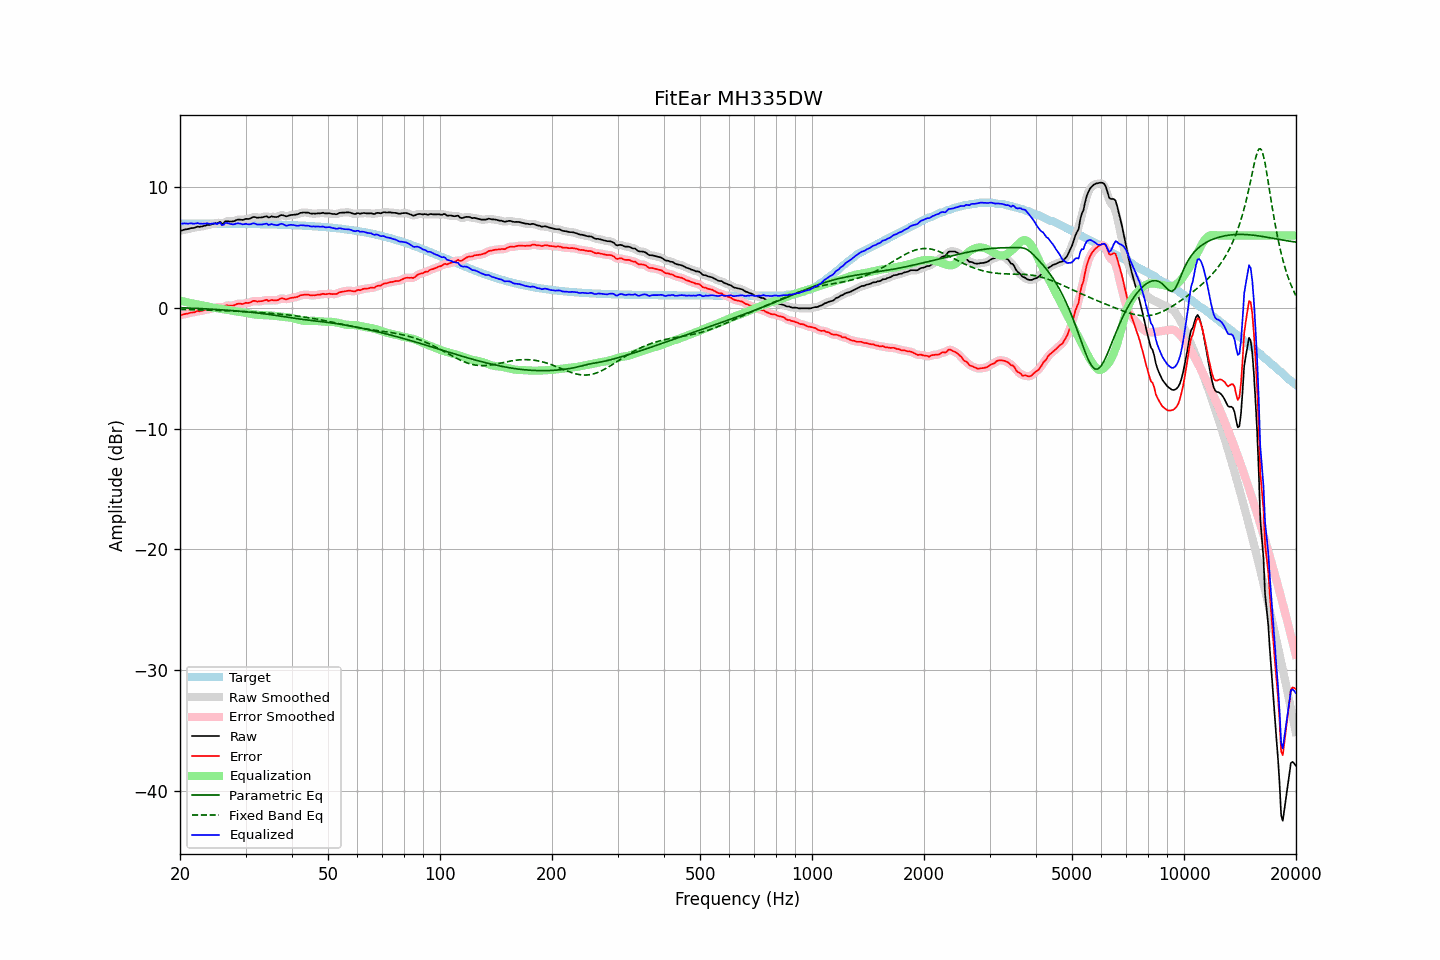 FitEar MH335DW
Amplitude (dBr)
10
0
−10
−20
−30
−40
Target
Raw Smoothed
Error Smoothed
Raw
Error
Equalization
Parametric Eq
Fixed Band Eq
Equalized
20 50 100 200 500 1000 2000 5000 10000 20000
Frequency (Hz)